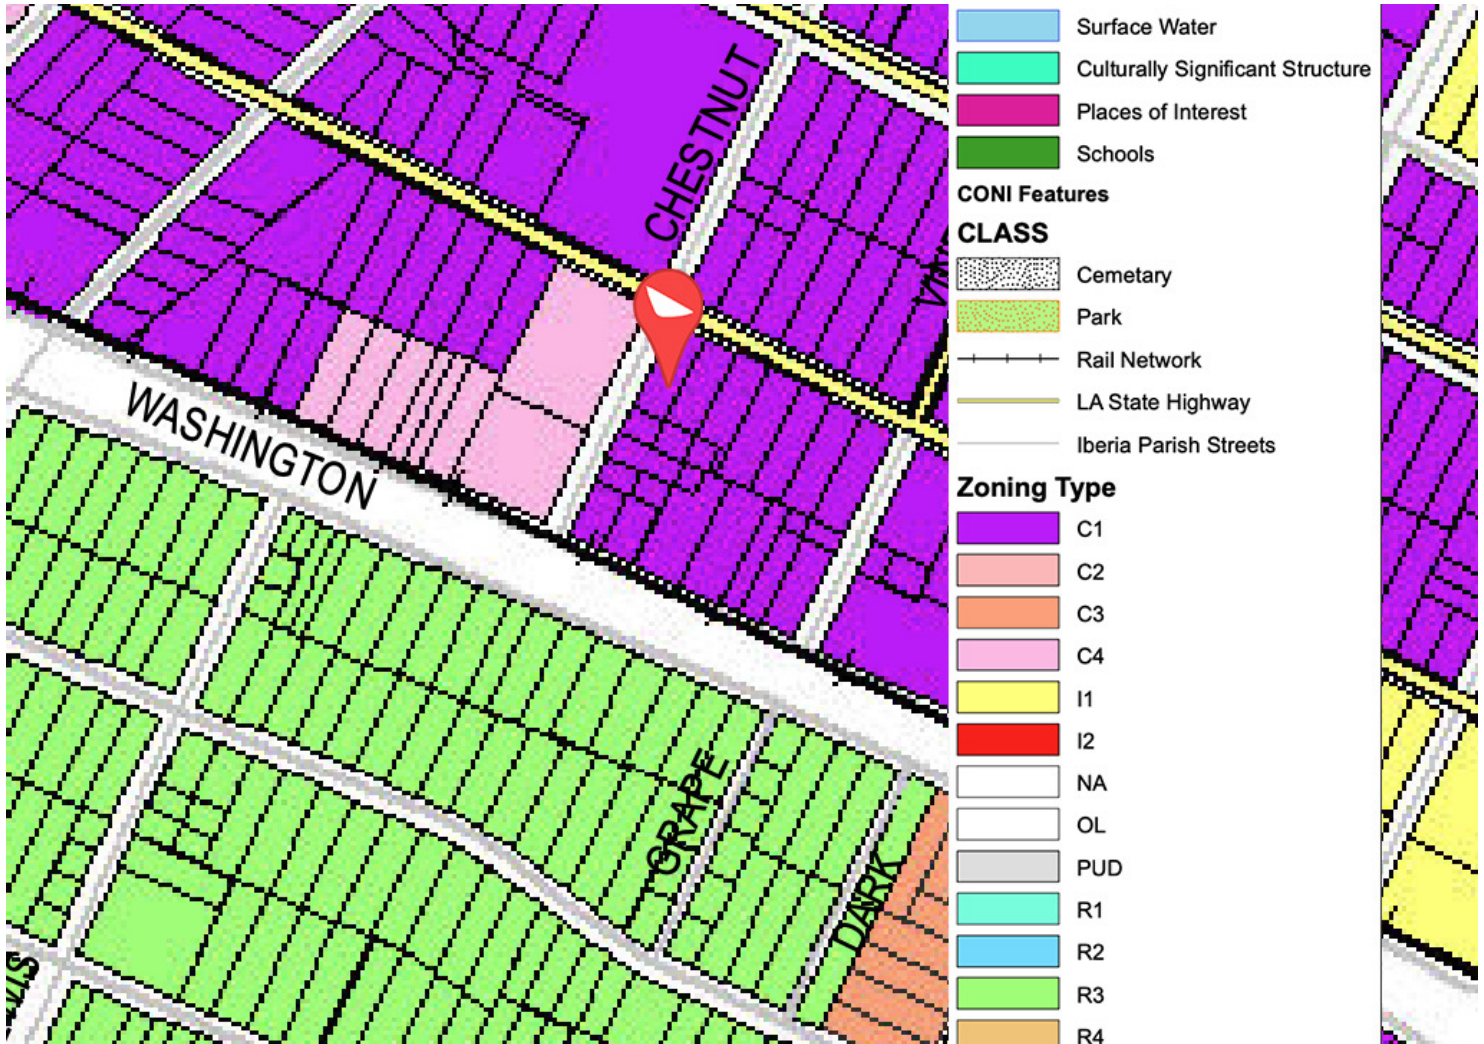 CHESTNUT
WASHINGTON
GRAPE
DARK
Surface Water
Culturally Significant Structure
Places of Interest
Schools
CONI Features
CLASS
Cemetary
Park
Rail Network
LA State Highway
Iberia Parish Streets
Zoning Type
C1
C2
C3
C4
I1
I2
NA
OL
PUD
R1
R2
R3
R4